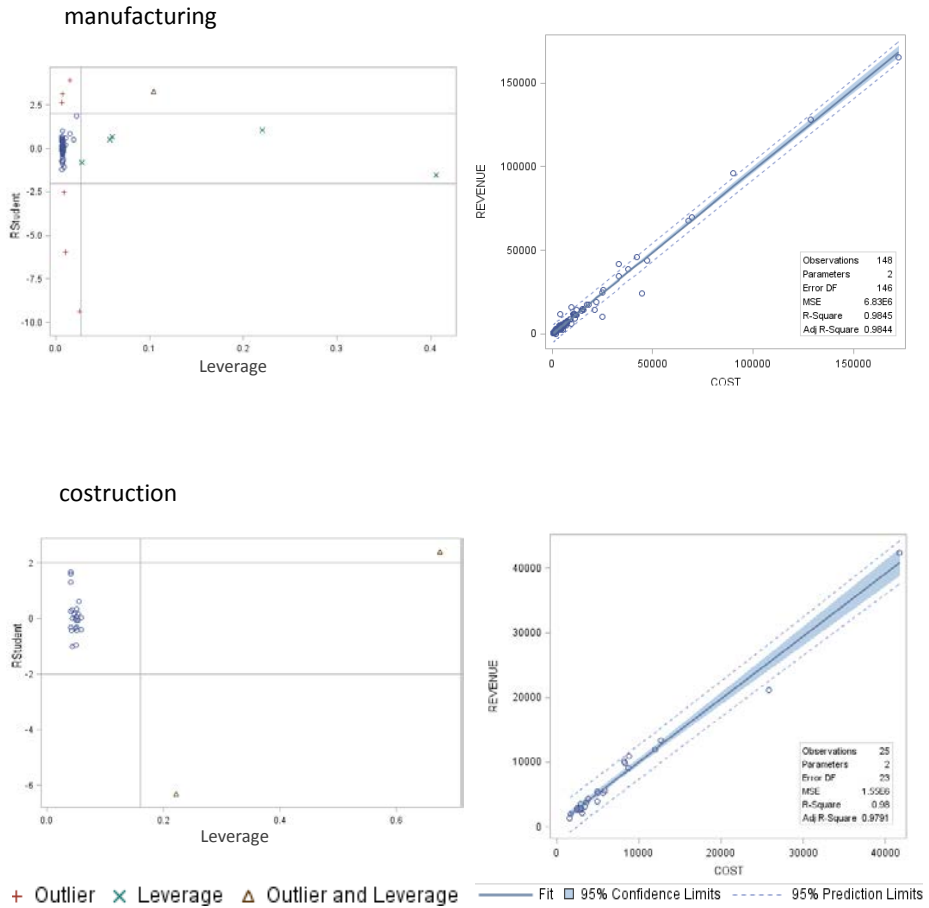 manufacturing
RStudent
2.5
0.0
-2.5
-5.0
-7.5
-10.0
0.0 0.1 0.2 0.3 0.4
Leverage
REVENUE
150000
100000
50000
0
Observations 148
Parameters 2
Error DF 146
MSE 6.83E6
R-Square 0.9845
Adj R-Square 0.9844
0 50000 100000 150000
COST
costruction
RStudent
2
0
-2
-4
-6
0.0 0.2 0.4 0.6
Leverage
REVENUE
40000
30000
20000
10000
0
Observations 25
Parameters 2
Error DF 23
MSE 1.55E6
R-Square 0.98
Adj R-Square 0.9791
0 10000 20000 30000 40000
COST
+ Outlier × Leverage △ Outlier and Leverage
Fit 95% Confidence Limits 95% Prediction Limits